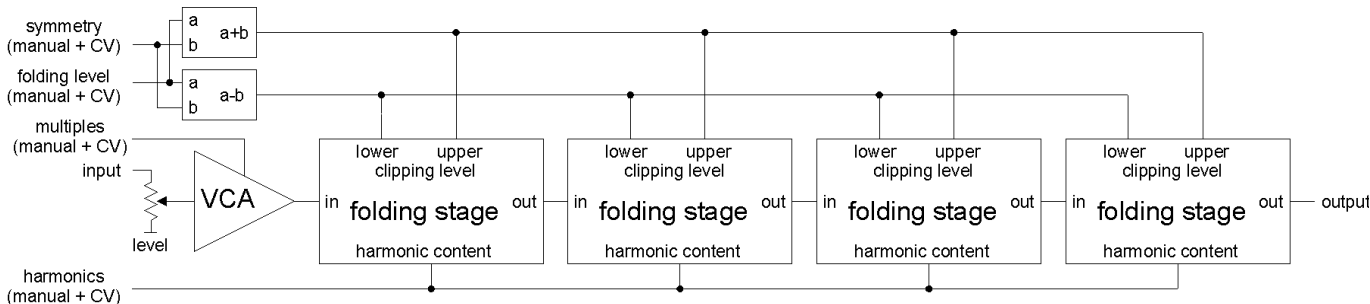 symmetry
(manual + CV)
a
b
a+b
folding level
(manual + CV)
a
b
a-b
multiples
(manual + CV)
input
level
VCA
lower upper
clipping level
in folding stage out
harmonic content
lower upper
clipping level
in folding stage out
harmonic content
lower upper
clipping level
in folding stage out
harmonic content
lower upper
clipping level
in folding stage out
harmonic content
output
harmonics
(manual + CV)